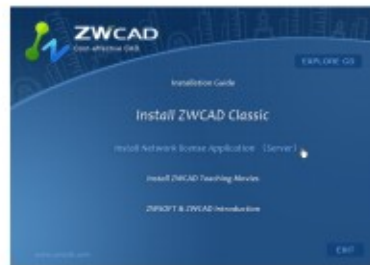 ZWCAD
Cost-effective CAD
EXPLORE CD
Installation Guide
Install ZWCAD Classic
Install Network license Application (Server)
Install ZWCAD Teaching Movies
ZWSOFT & ZWCAD Introduction
EXIT